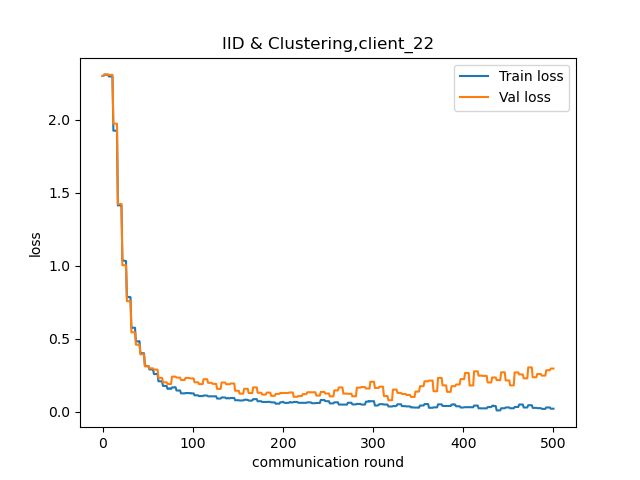 IID & Clustering,client_22
Train loss
Val loss
2.0
1.5
1.0
0.5
0.0
loss
0 100 200 300 400 500
communication round